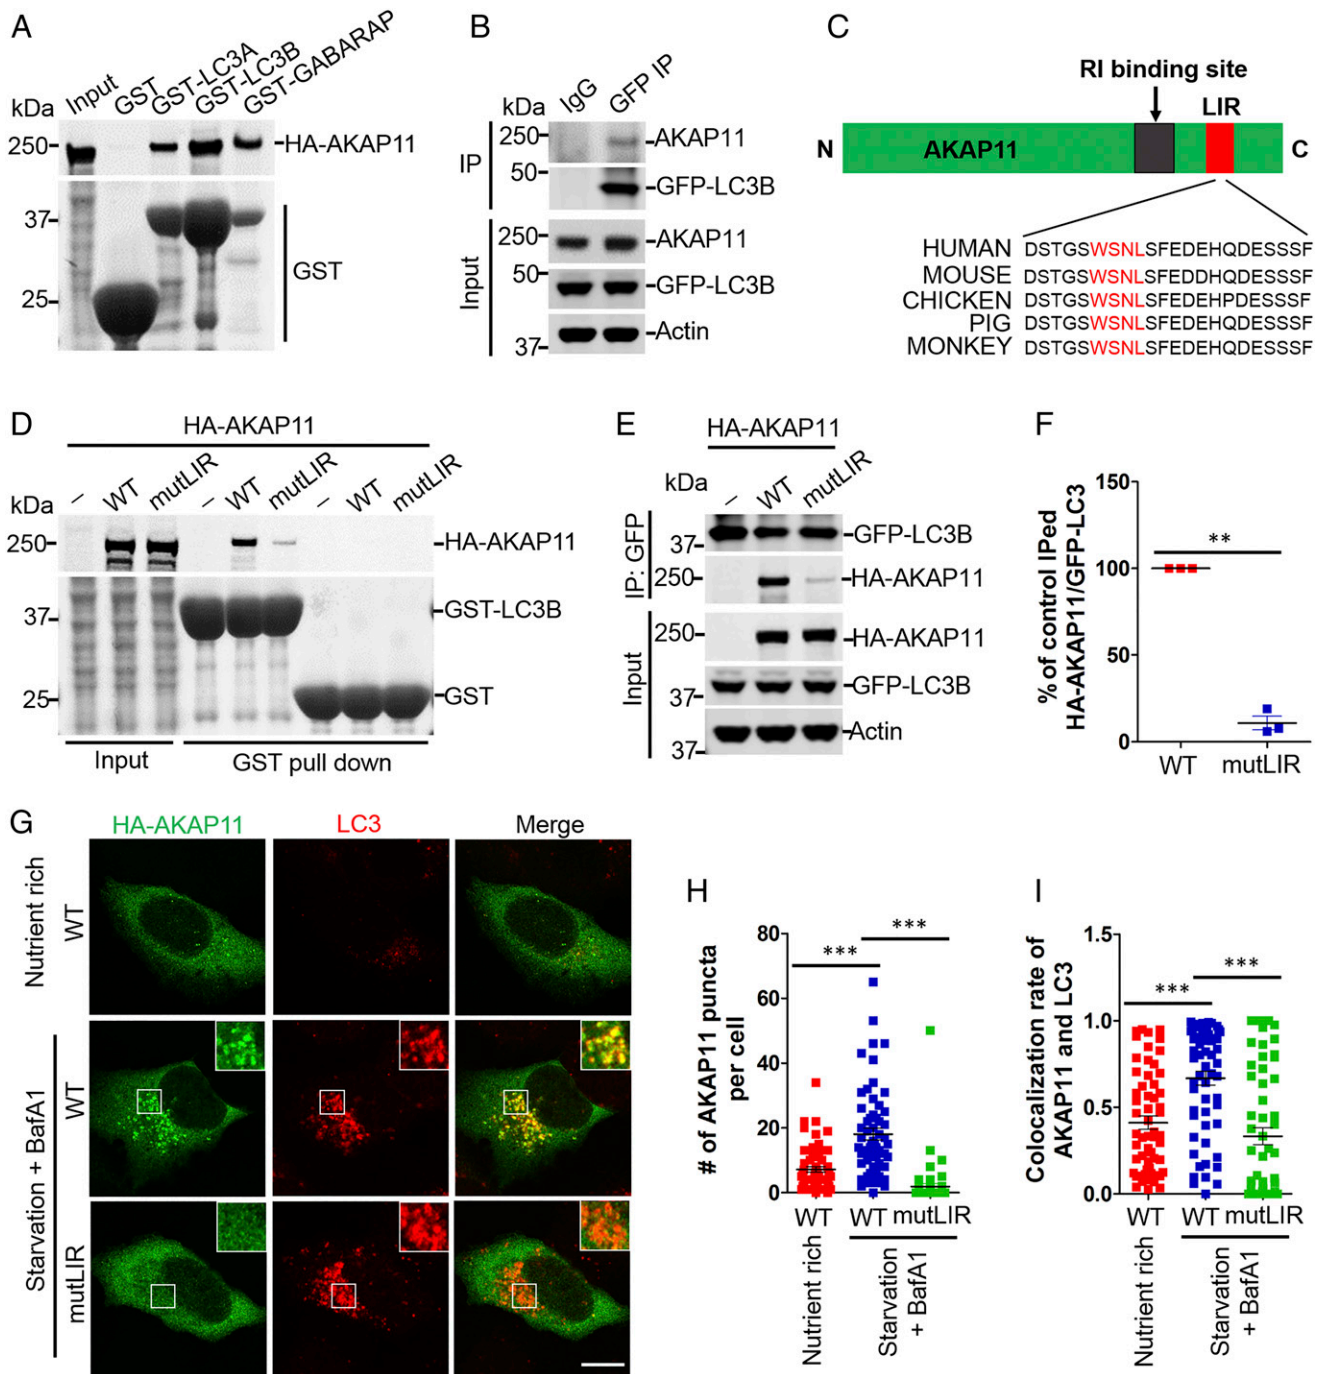 A
kDa
Input
GST
GST-LC3A
GST-LC3B
GST-GABARAP
250
HA-AKAP11
37
25
GST
B
kDa
IgG
GFP IP
IP
250
AKAP11
50
GFP-LC3B
Input
250
AKAP11
50
GFP-LC3B
37
Actin
C
RI binding site
LIR
N
AKAP11
C
HUMAN DSTGSWSNLSFEDEHQDESSSF
MOUSE DSTGSWSNLSFEDDHQDESSSF
CHICKEN DSTGSWSNLSFEDEHPDESSSF
PIG DSTGSWSNLSFEDEHQDESSSF
MONKEY DSTGSWSNLSFEDEHQDESSSF
D
HA-AKAP11
kDa
– WT mutLIR – WT mutLIR – WT mutLIR
250
HA-AKAP11
37
GST-LC3B
25
GST
Input
GST pull down
E
HA-AKAP11
kDa
– WT mutLIR
IP: GFP
37
GFP-LC3B
250
HA-AKAP11
Input
250
HA-AKAP11
37
GFP-LC3B
37
Actin
F
% of control IPed
HA-AKAP11/GFP-LC3
150
100
50
0
**
WT mutLIR
G
HA-AKAP11 LC3 Merge
Nutrient rich
WT
Starvation + BafA1
WT
mutLIR
H
# of AKAP11 puncta
per cell
80
60
40
20
0
***
***
WT WT mutLIR
Nutrient rich
Starvation
+ BafA1
I
Colocalization rate of
AKAP11 and LC3
1.5
1.0
0.5
0.0
***
***
WT WT mutLIR
Nutrient rich
Starvation
+ BafA1